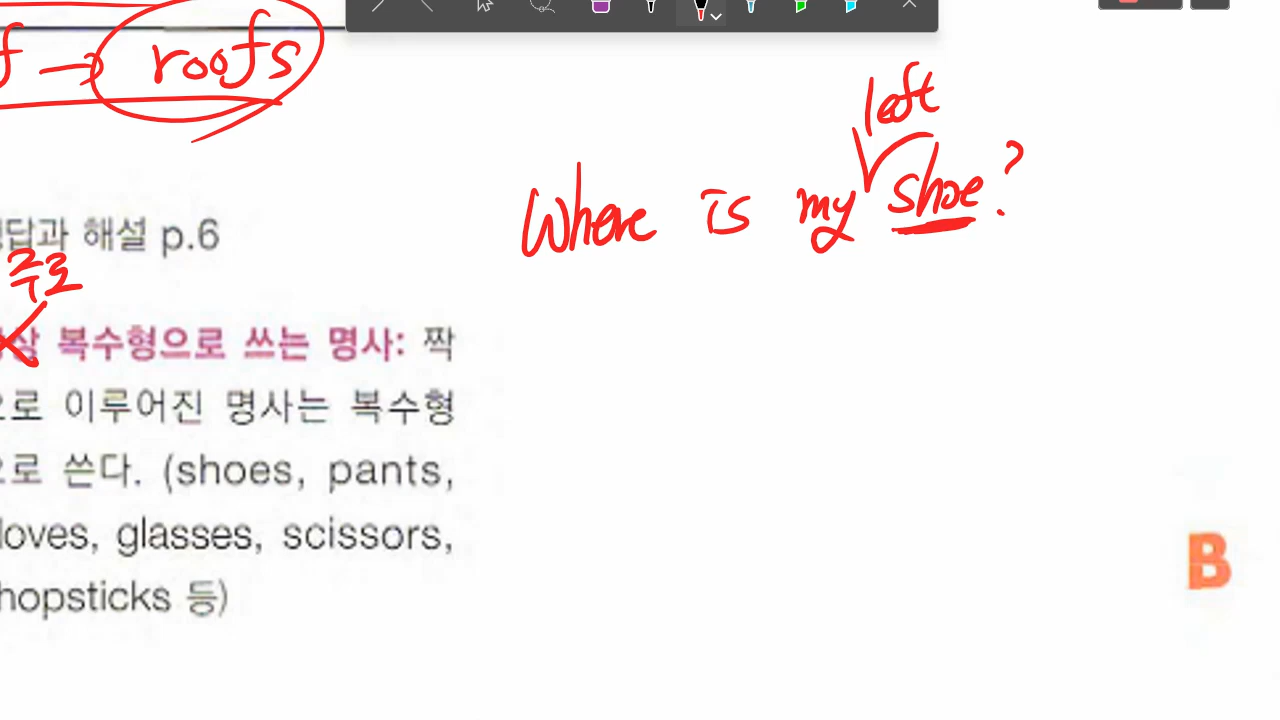 f → roofs
left
Where is my shoe?
답과 해설 p.6
주로
상 복수형으로 쓰는 명사: 짝
으로 이루어진 명사는 복수형
으로 쓴다. (shoes, pants,
loves, glasses, scissors,
hopsticks 등)
B